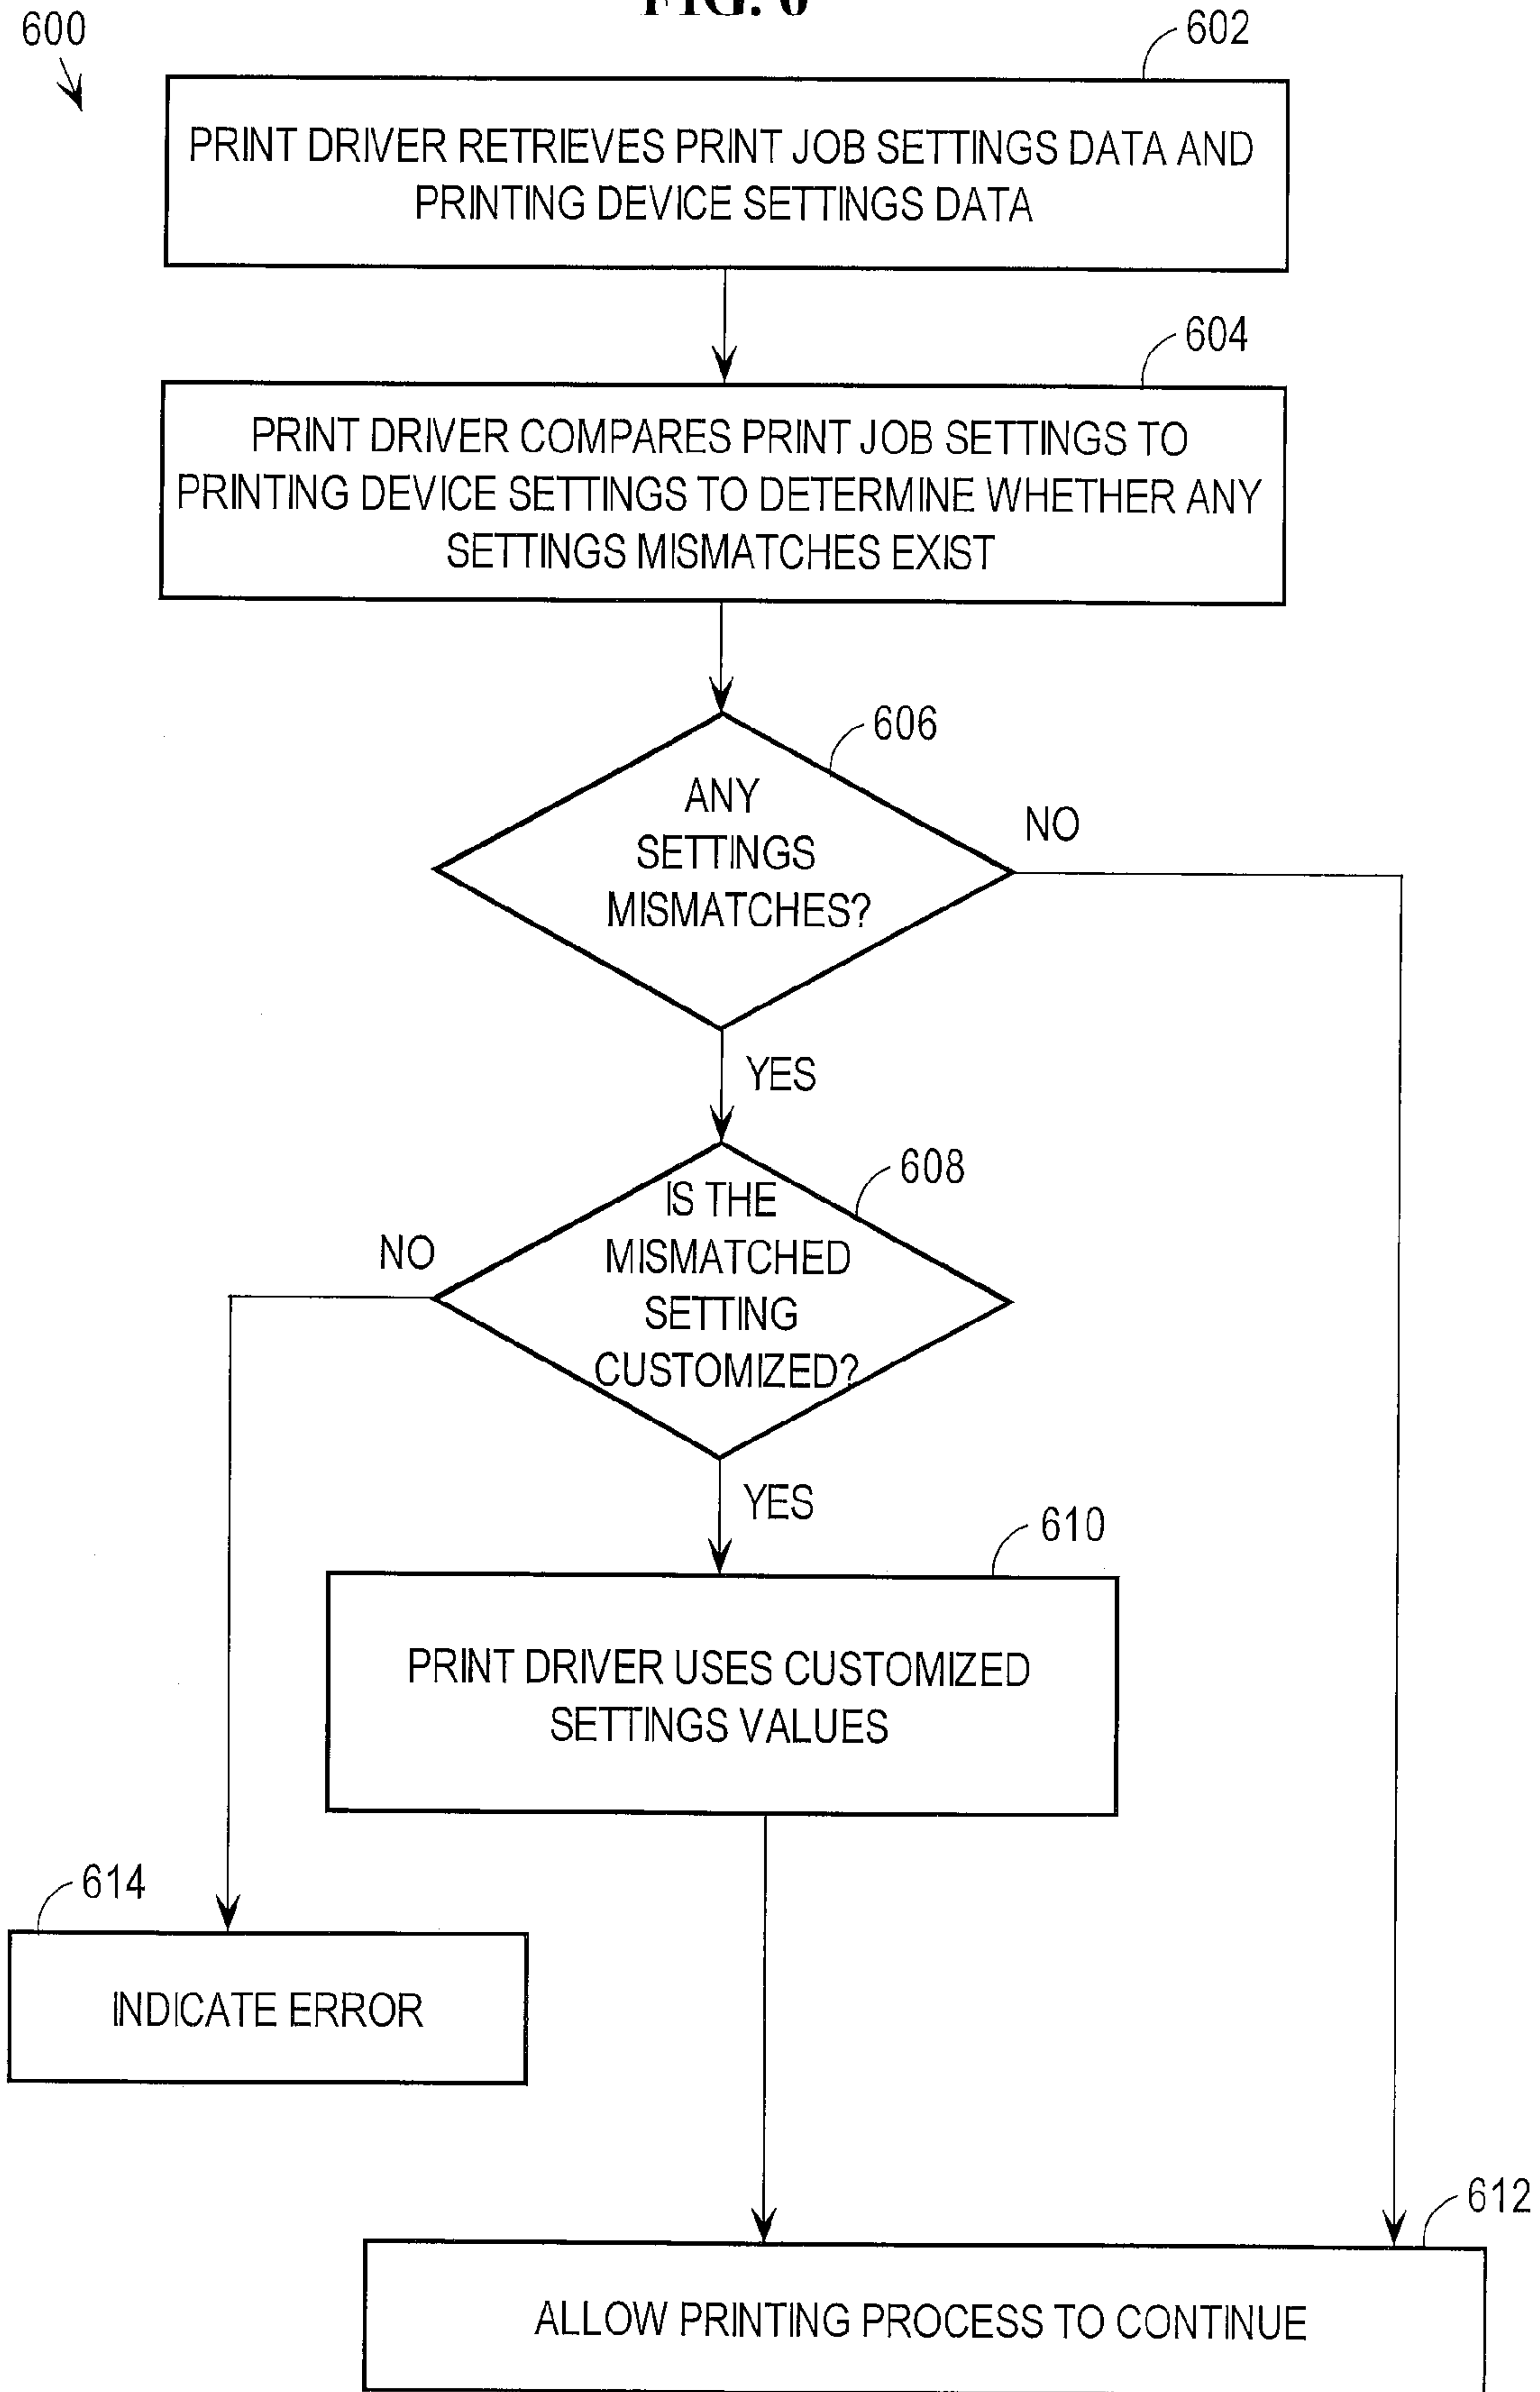 FIG. 6
600
602
PRINT DRIVER RETRIEVES PRINT JOB SETTINGS DATA AND
PRINTING DEVICE SETTINGS DATA
604
PRINT DRIVER COMPARES PRINT JOB SETTINGS TO
PRINTING DEVICE SETTINGS TO DETERMINE WHETHER ANY
SETTINGS MISMATCHES EXIST
606
ANY
SETTINGS
MISMATCHES?
NO
YES
608
IS THE
MISMATCHED
SETTING
CUSTOMIZED?
NO
YES
610
PRINT DRIVER USES CUSTOMIZED
SETTINGS VALUES
614
INDICATE ERROR
612
ALLOW PRINTING PROCESS TO CONTINUE